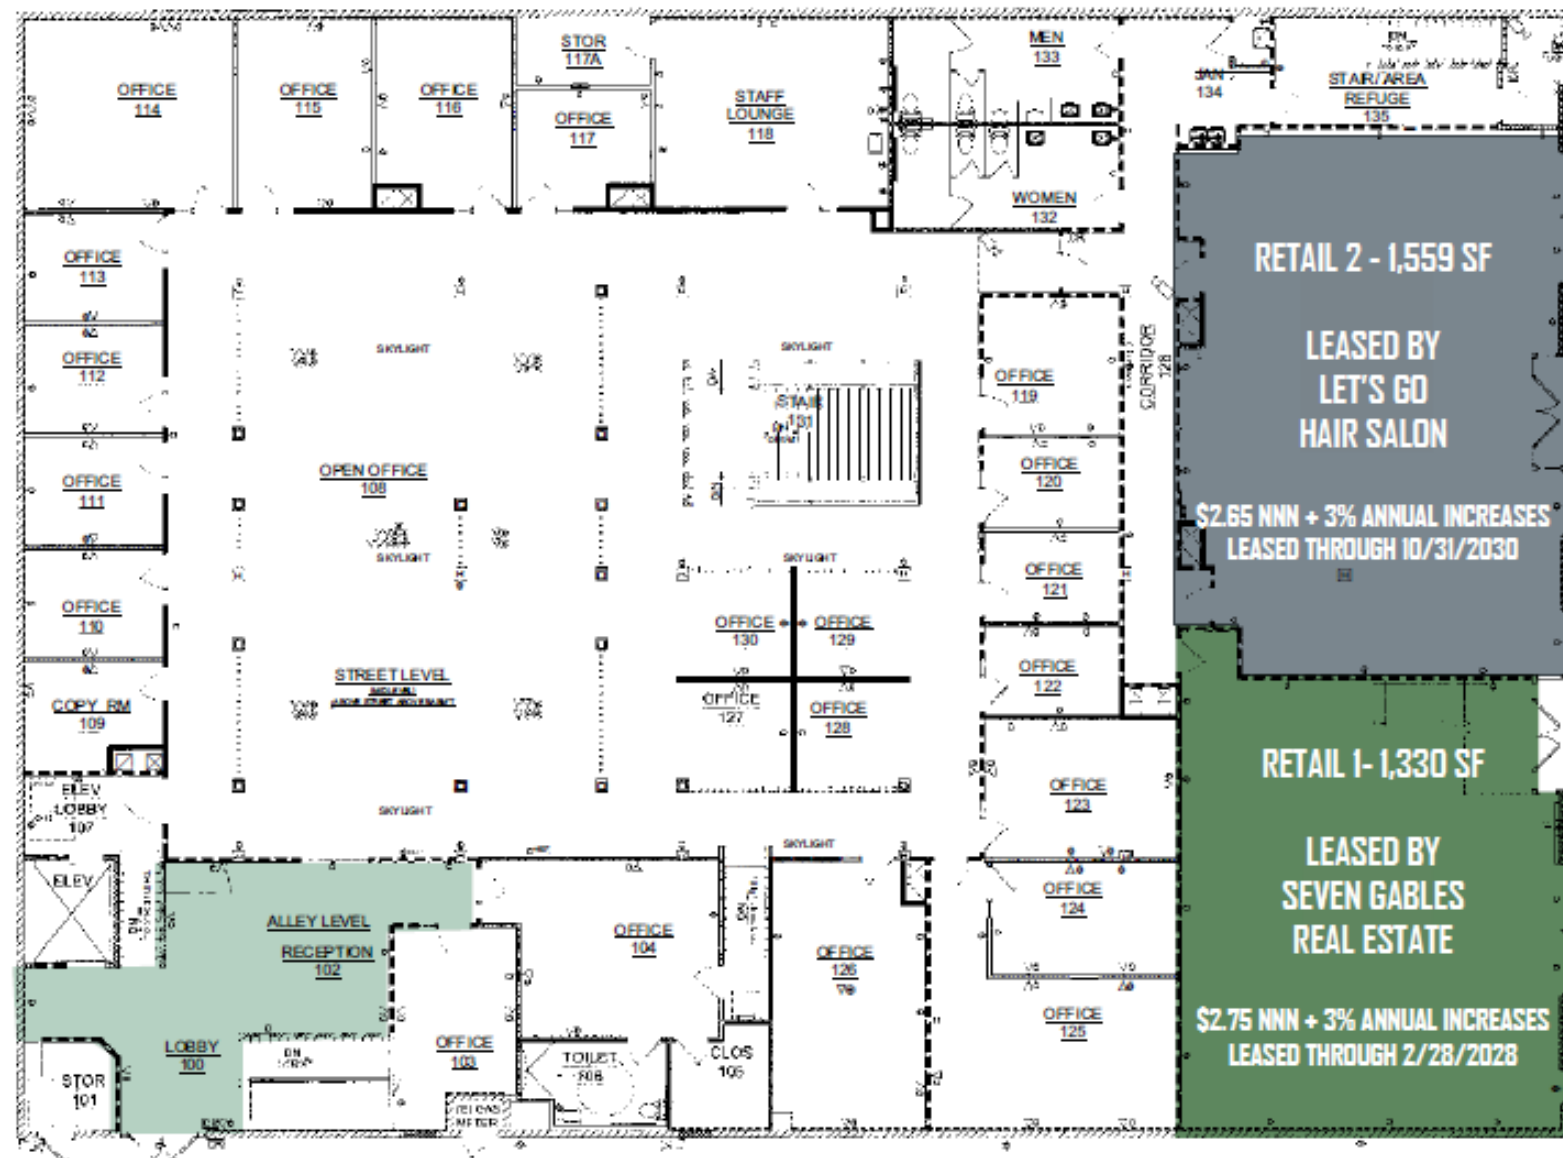 OFFICE
114
OFFICE
115
OFFICE
116
STOR
117A
OFFICE
117
STAFF
LOUNGE
118
MEN
133
WOMEN
132
JAN
134
DN
STAIR/AREA
REFUGE
135
OFFICE
113
OFFICE
112
OFFICE
111
OFFICE
110
COPY RM
109
ELEV
LOBBY
107
ELEV
SKYLIGHT
SKYLIGHT
STAIR
131
OPEN OFFICE
108
SKYLIGHT
SKYLIGHT
STREET LEVEL
SKYLIGHT
SKYLIGHT
OFFICE
130
OFFICE
129
OFFICE
127
OFFICE
128
OFFICE
119
OFFICE
120
OFFICE
121
OFFICE
122
OFFICE
123
OFFICE
124
OFFICE
125
OFFICE
126
CORRIDOR
RETAIL 2 - 1,559 SF
LEASED BY
LET'S GO
HAIR SALON
$2.65 NNN + 3% ANNUAL INCREASES
LEASED THROUGH 10/31/2030
RETAIL 1- 1,330 SF
LEASED BY
SEVEN GABLES
REAL ESTATE
$2.75 NNN + 3% ANNUAL INCREASES
LEASED THROUGH 2/28/2028
ALLEY LEVEL
RECEPTION
102
DN
LOBBY
100
STOR
101
DN
OFFICE
103
OFFICE
104
DN
TOILET
CLOS
METER